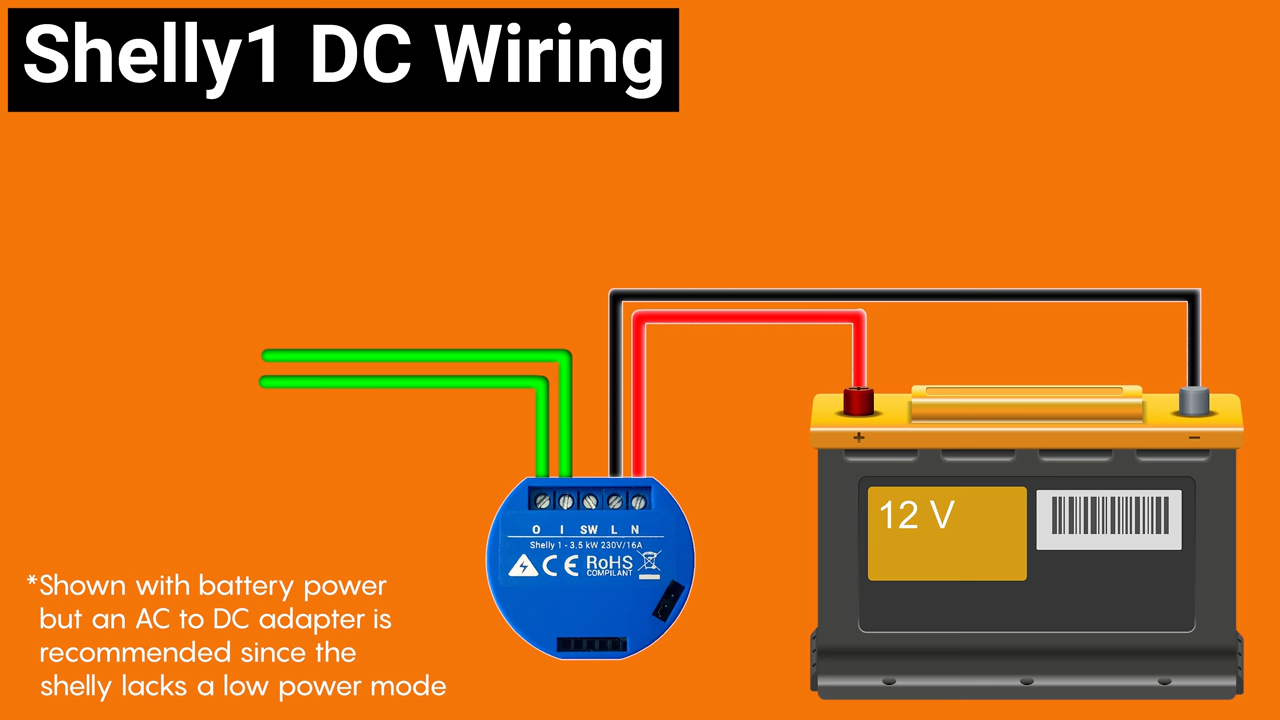 Shelly1 DC Wiring
+ −
12 V
O I SW L N
Shelly 1 - 3.5 kW 230V/16A
CE RoHS
COMPILANT
*Shown with battery power
but an AC to DC adapter is
recommended since the
shelly lacks a low power mode